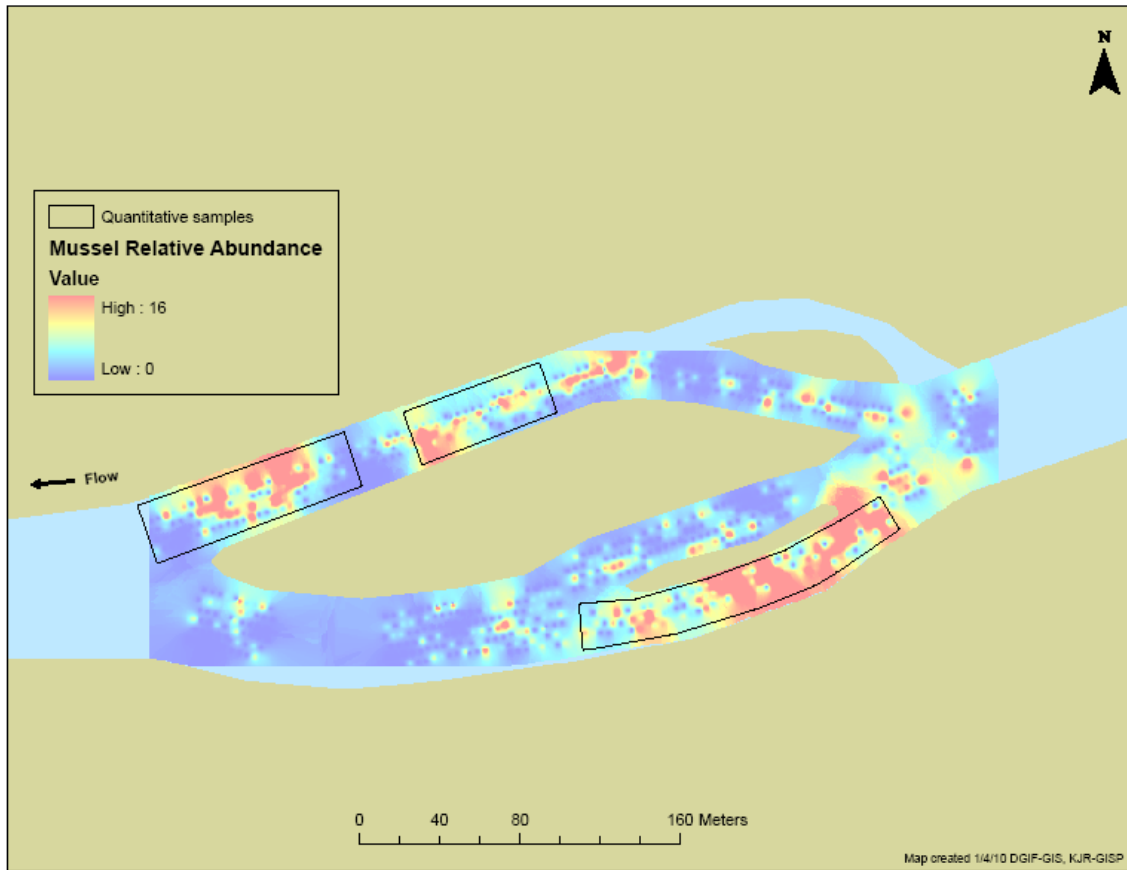 N
Quantitative samples
Mussel Relative Abundance
Value
High : 16
Low : 0
Flow
0 40 80 160 Meters
Map created 1/4/10 DGIF-GIS, KJR-GISP